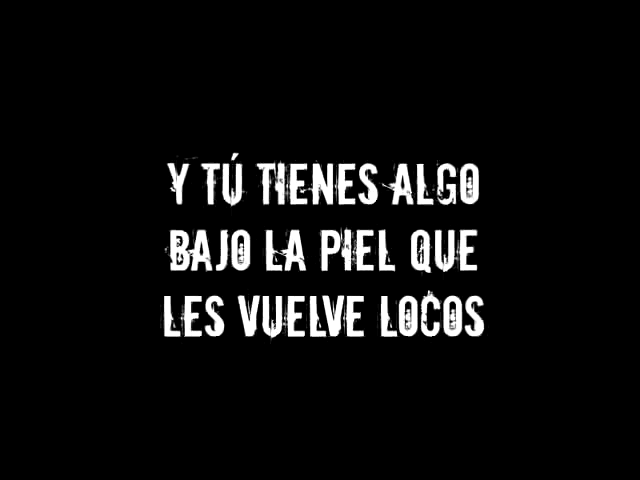 Y TÚ TIENES ALGO
BAJO LA PIEL QUE
LES VUELVE LOCOS